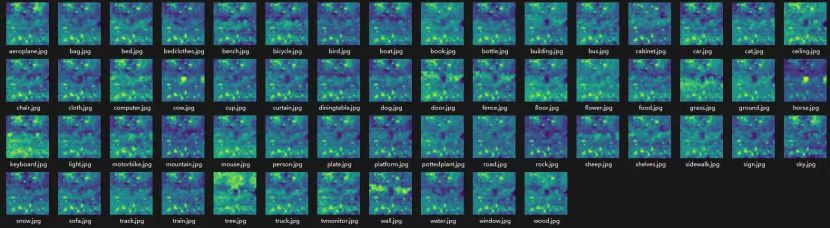 aeroplane.jpg bag.jpg bed.jpg bedclothes.jpg bench.jpg bicycle.jpg bird.jpg boat.jpg book.jpg bottle.jpg building.jpg bus.jpg cabinet.jpg car.jpg cat.jpg ceiling.jpg
chair.jpg cloth.jpg computer.jpg cow.jpg cup.jpg curtain.jpg diningtable.jpg dog.jpg door.jpg fence.jpg floor.jpg flower.jpg food.jpg grass.jpg ground.jpg horse.jpg
keyboard.jpg light.jpg motorbike.jpg mountain.jpg mouse.jpg person.jpg plate.jpg platform.jpg pottedplant.jpg road.jpg rock.jpg sheep.jpg shelves.jpg sidewalk.jpg sign.jpg sky.jpg
snow.jpg sofa.jpg track.jpg train.jpg tree.jpg truck.jpg tvmonitor.jpg wall.jpg water.jpg window.jpg wood.jpg